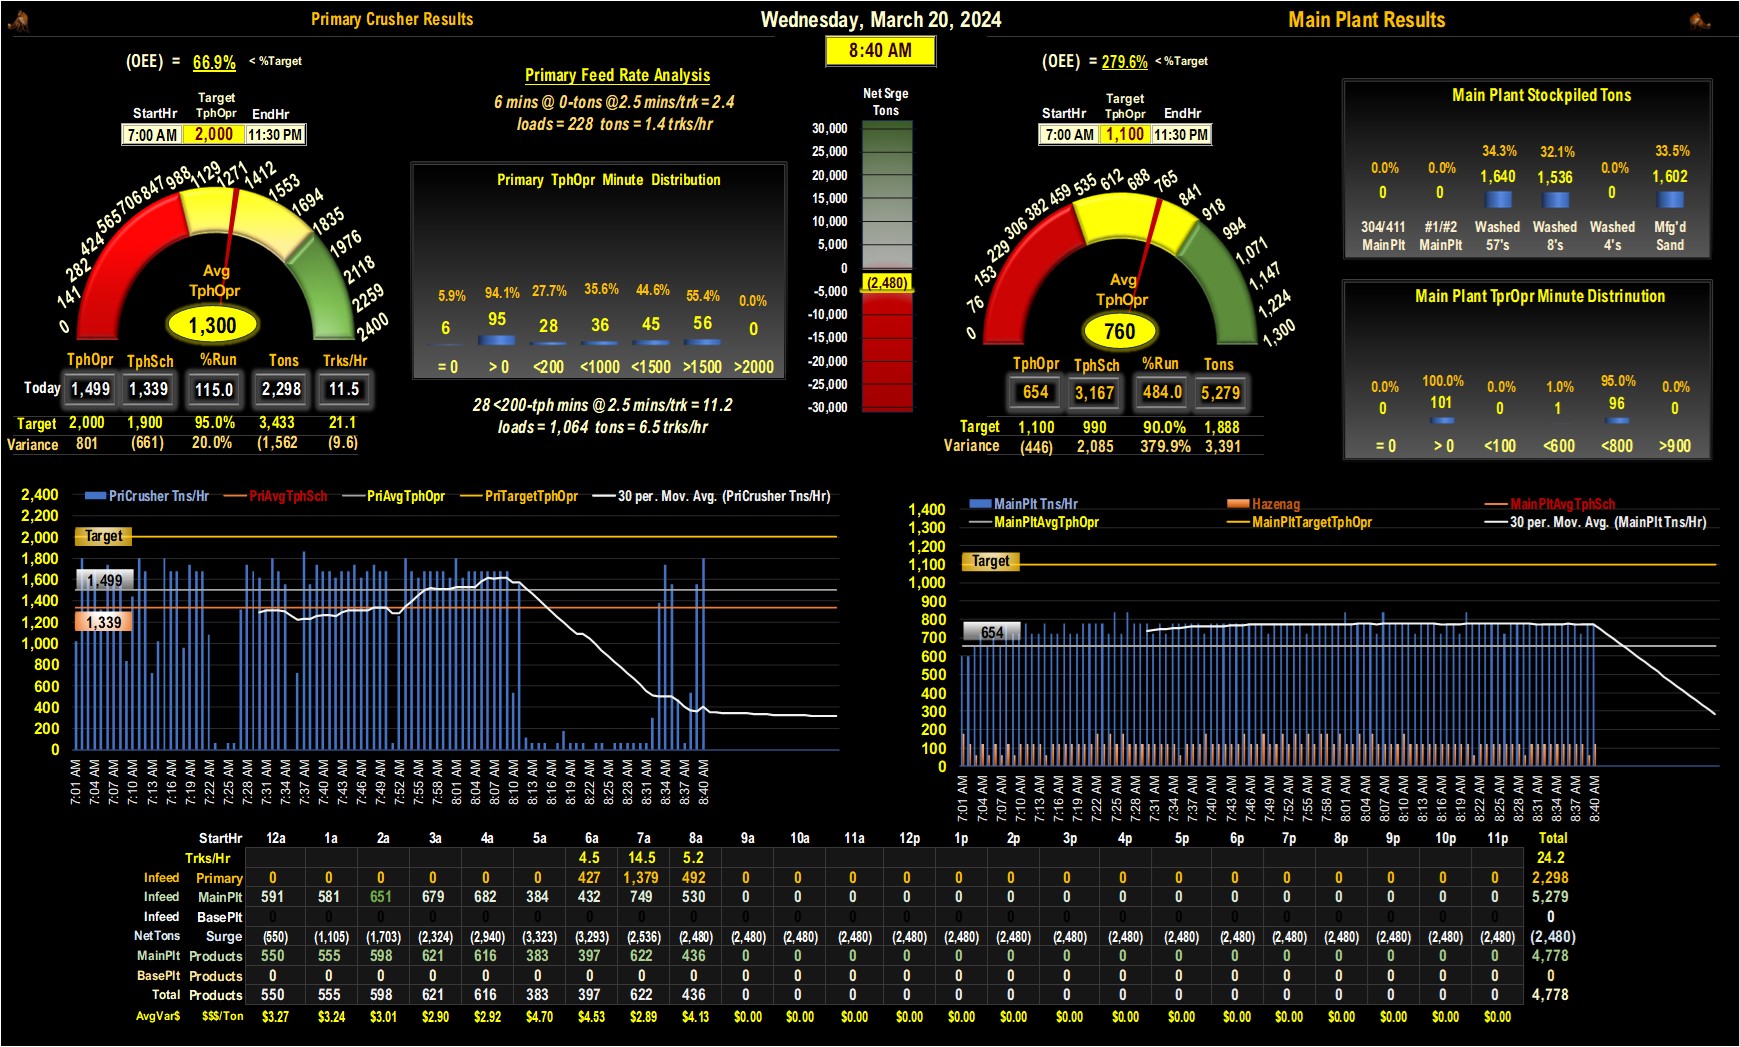 Primary Crusher Results
Wednesday, March 20, 2024
Main Plant Results
8:40 AM
(OEE) = 66.9% < %Target
StartHr Target TphOpr EndHr
7:00 AM 2,000 11:30 PM
0 141 282 424 565 706 847 988 1129 1271 1412 1553 1694 1835 1976 2118 2259 2400
Avg
TphOpr
1,300
TphOpr TphSch %Run Tons Trks/Hr
Today 1,499 1,339 115.0 2,298 11.5
Target 2,000 1,900 95.0% 3,433 21.1
Variance 801 (661) 20.0% (1,562 (9.6)
Primary Feed Rate Analysis
6 mins @ 0-tons @2.5 mins/trk = 2.4
loads = 228 tons = 1.4 trks/hr
Primary TphOpr Minute Distribution
5.9% 94.1% 27.7% 35.6% 44.6% 55.4% 0.0%
6 95 28 36 45 56 0
= 0 > 0 <200 <1000 <1500 >1500 >2000
28 <200-tph mins @ 2.5 mins/trk = 11.2
loads = 1,064 tons = 6.5 trks/hr
Net Srge
Tons
30,000
25,000
20,000
15,000
10,000
5,000
0
(2,480)
-5,000
-10,000
-15,000
-20,000
-25,000
-30,000
(OEE) = 279.6% < %Target
StartHr Target TphOpr EndHr
7:00 AM 1,100 11:30 PM
0 76 153 229 306 382 459 535 612 688 765 841 918 994 1,071 1,147 1,224 1,300
Avg
TphOpr
760
TphOpr TphSch %Run Tons
654 3,167 484.0 5,279
Target 1,100 990 90.0% 1,888
Variance (446) 2,085 379.9% 3,391
Main Plant Stockpiled Tons
0.0% 0.0% 34.3% 32.1% 0.0% 33.5%
0 0 1,640 1,536 0 1,602
304/411 #1/#2 Washed Washed Washed Mfg'd
MainPlt MainPlt 57's 8's 4's Sand
Main Plant TprOpr Minute Distrinution
0.0% 100.0% 0.0% 1.0% 95.0% 0.0%
0 101 0 1 96 0
= 0 > 0 <100 <600 <800 >900
PriCrusher Tns/Hr PriAvgTphSch PriAvgTphOpr PriTargetTphOpr 30 per. Mov. Avg. (PriCrusher Tns/Hr)
2,400
2,200
2,000
1,800
1,600
1,400
1,200
1,000
800
600
400
200
0
Target
1,499
1,339
7:01 AM 7:04 AM 7:07 AM 7:10 AM 7:13 AM 7:16 AM 7:19 AM 7:22 AM 7:25 AM 7:28 AM 7:31 AM 7:34 AM 7:37 AM 7:40 AM 7:43 AM 7:46 AM 7:49 AM 7:52 AM 7:55 AM 7:58 AM 8:01 AM 8:04 AM 8:07 AM 8:10 AM 8:13 AM 8:16 AM 8:19 AM 8:22 AM 8:25 AM 8:28 AM 8:31 AM 8:34 AM 8:37 AM 8:40 AM
MainPlt Tns/Hr Hazenag MainPltAvgTphSch
MainPltAvgTphOpr MainPltTargetTphOpr 30 per. Mov. Avg. (MainPlt Tns/Hr)
1,400
1,300
1,200
1,100
1,000
900
800
700
600
500
400
300
200
100
0
Target
654
7:01 AM 7:04 AM 7:07 AM 7:10 AM 7:13 AM 7:16 AM 7:19 AM 7:22 AM 7:25 AM 7:28 AM 7:31 AM 7:34 AM 7:37 AM 7:40 AM 7:43 AM 7:46 AM 7:49 AM 7:52 AM 7:55 AM 7:58 AM 8:01 AM 8:04 AM 8:07 AM 8:10 AM 8:13 AM 8:16 AM 8:19 AM 8:22 AM 8:25 AM 8:28 AM 8:31 AM 8:34 AM 8:37 AM 8:40 AM
StartHr 12a 1a 2a 3a 4a 5a 6a 7a 8a 9a 10a 11a 12p 1p 2p 3p 4p 5p 6p 7p 8p 9p 10p 11p Total
Trks/Hr 4.5 14.5 5.2 24.2
Infeed Primary 0 0 0 0 0 0 427 1,379 492 0 0 0 0 0 0 0 0 0 0 0 0 0 0 0 2,298
Infeed MainPlt 591 581 651 679 682 384 432 749 530 0 0 0 0 0 0 0 0 0 0 0 0 0 0 0 5,279
Infeed BasePlt 0 0 0 0 0 0 0 0 0 0 0 0 0 0 0 0 0 0 0 0 0 0 0 0 0
NetTons Surge (550) (1,105) (1,703) (2,324) (2,940) (3,323) (3,293) (2,536) (2,480) (2,480) (2,480) (2,480) (2,480) (2,480) (2,480) (2,480) (2,480) (2,480) (2,480) (2,480) (2,480) (2,480) (2,480) (2,480) (2,480)
MainPlt Products 550 555 598 621 616 383 397 622 436 0 0 0 0 0 0 0 0 0 0 0 0 0 0 0 4,778
BasePlt Products 0 0 0 0 0 0 0 0 0 0 0 0 0 0 0 0 0 0 0 0 0 0 0 0 0
Total Products 550 555 598 621 616 383 397 622 436 0 0 0 0 0 0 0 0 0 0 0 0 0 0 0 4,778
AvgVar$ $$$/Ton $3.27 $3.24 $3.01 $2.90 $2.92 $4.70 $4.53 $2.89 $4.13 $0.00 $0.00 $0.00 $0.00 $0.00 $0.00 $0.00 $0.00 $0.00 $0.00 $0.00 $0.00 $0.00 $0.00 $0.00